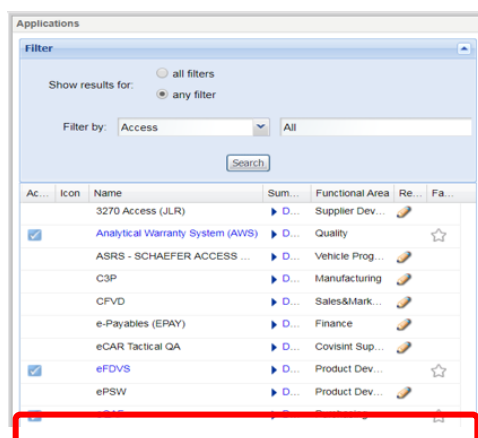 Applications
Filter
Show results for:
all filters
any filter
Filter by: Access All
Search
Ac... Icon Name Sum... Functional Area Re... Fa...
3270 Access (JLR) D... Supplier Dev...
Analytical Warranty System (AWS) D... Quality
ASRS - SCHAEFER ACCESS ... D... Vehicle Prog...
C3P D... Manufacturing
CFVD D... Sales&Mark...
e-Payables (EPAY) D... Finance
eCAR Tactical QA D... Covisint Sup...
eFDVS D... Product Dev...
ePSW D... Product Dev...